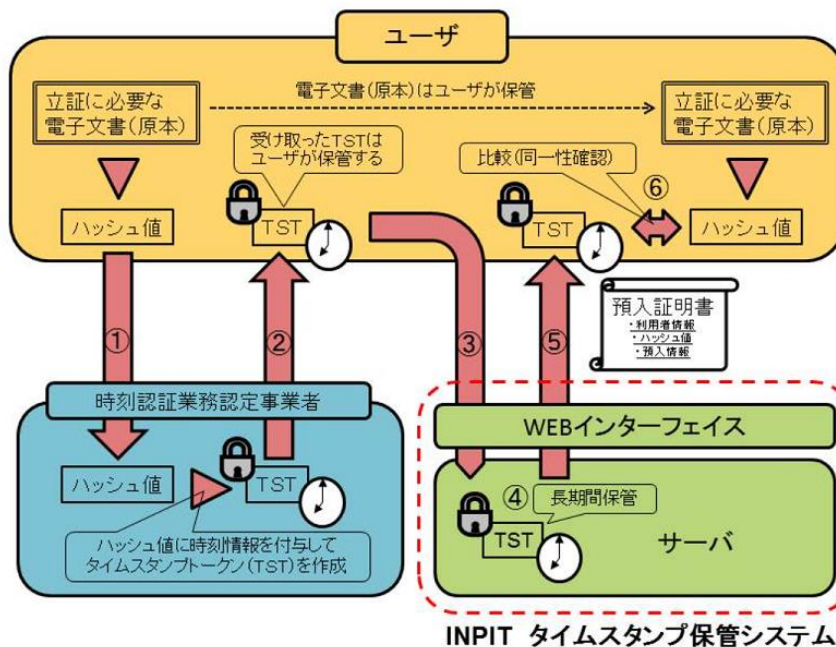 ユーザ
立証に必要な
電子文書(原本)
電子文書(原本)はユーザが保管
立証に必要な
電子文書(原本)
受け取ったTSTは
ユーザが保管する
比較(同一性確認)
⑥
ハッシュ値
TST
TST
ハッシュ値
預入証明書
・利用者情報
・ハッシュ値
・預入情報
①
②
③
⑤
時刻認証業務認定事業者
WEBインターフェイス
ハッシュ値
TST
④
長期間保管
TST
サーバ
ハッシュ値に時刻情報を付与して
タイムスタンプトークン(TST)を作成
INPIT タイムスタンプ保管システム